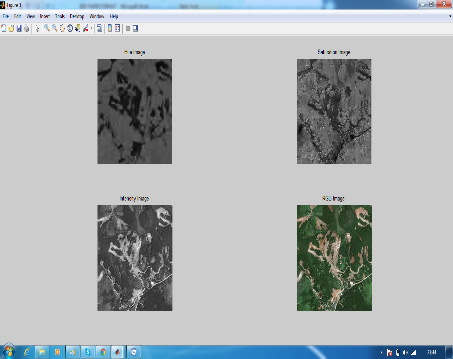 Figure 1
File Edit View Insert Tools Desktop Window Help
Hue Image
Saturation Image
Intensity Image
RGB Image